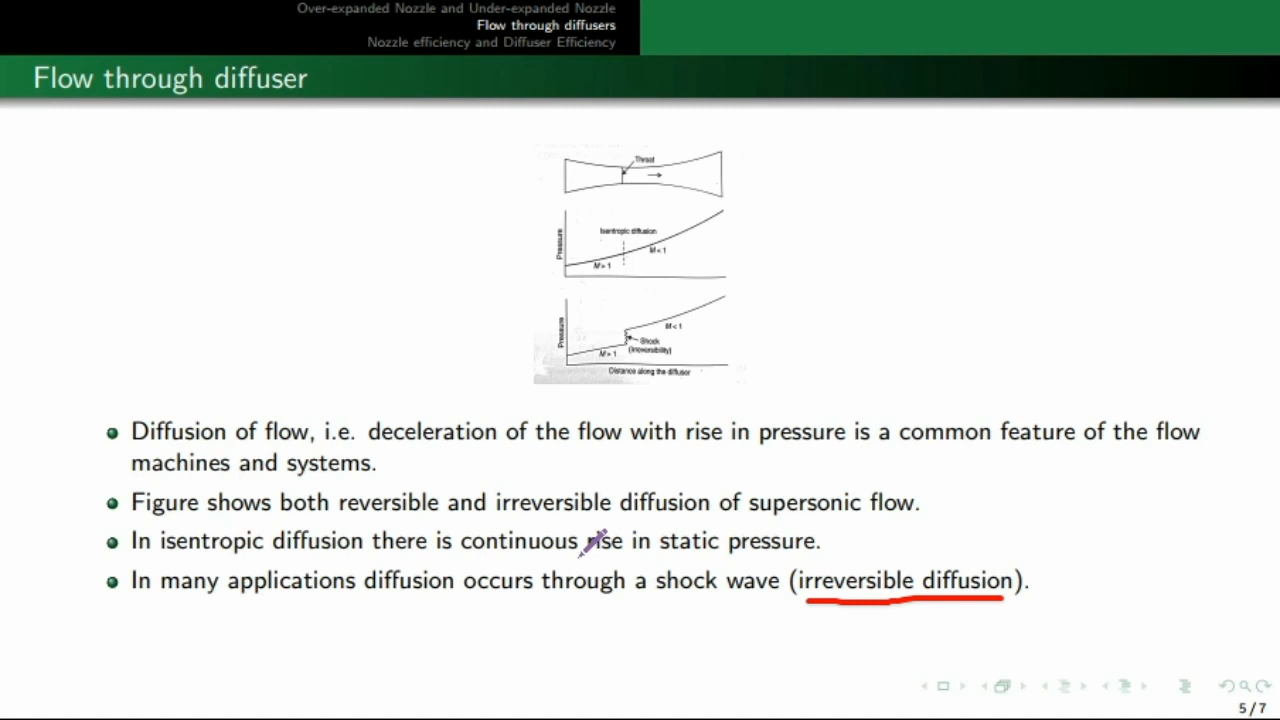 Over-expanded Nozzle and Under-expanded Nozzle
Flow through diffusers
Nozzle efficiency and Diffuser Efficiency
Flow through diffuser
Throat
Pressure
Isentropic diffusion
M < 1
M > 1
Pressure
M < 1
Shock
(irreversibility)
M > 1
Distance along the diffuser
Diffusion of flow, i.e. deceleration of the flow with rise in pressure is a common feature of the flow
machines and systems.
Figure shows both reversible and irreversible diffusion of supersonic flow.
In isentropic diffusion there is continuous rise in static pressure.
In many applications diffusion occurs through a shock wave (irreversible diffusion).
5/7